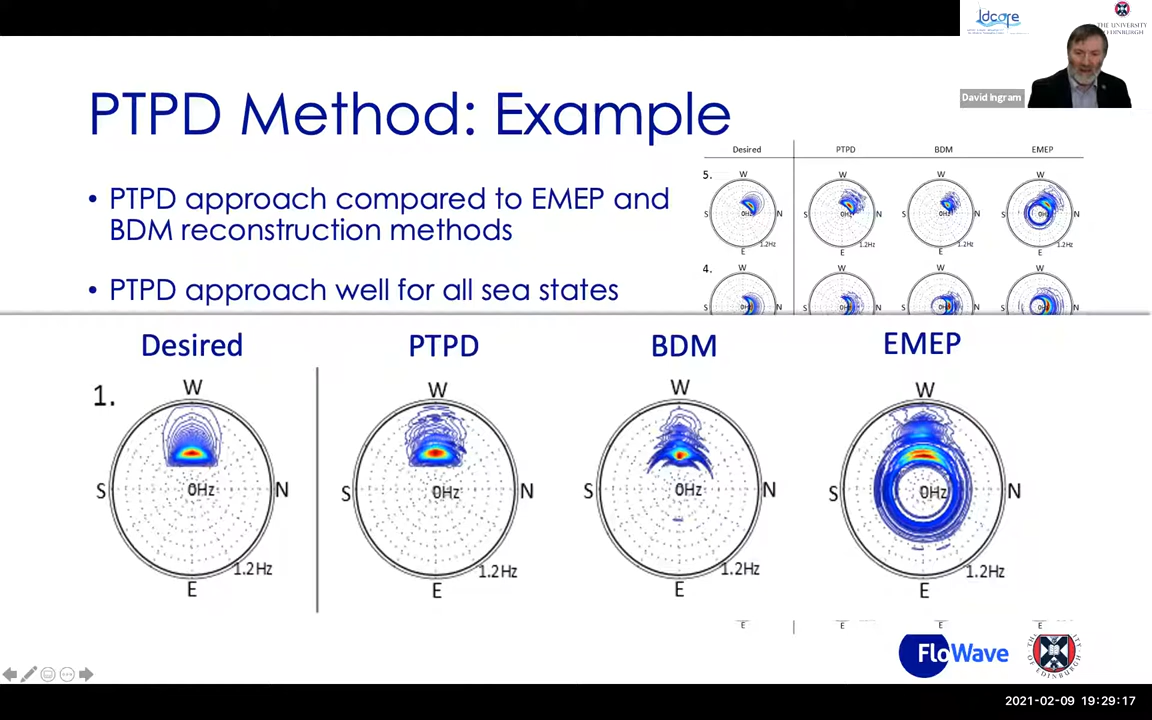 Idcore
THE UNIVERSITY
OF EDINBURGH
David Ingram
PTPD Method: Example
• PTPD approach compared to EMEP and
BDM reconstruction methods
• PTPD approach well for all sea states
Desired PTPD BDM EMEP
5.
W W W W
S 0Hz N S 0Hz N S 0Hz N S 0Hz N
1.2Hz 1.2Hz 1.2Hz 1.2Hz
E E E E
4.
W W W W
S 0Hz N S 0Hz N S 0Hz N S 0Hz N
Desired PTPD BDM EMEP
1.
W W W W
S 0Hz N S 0Hz N S 0Hz N S 0Hz N
1.2Hz 1.2Hz 1.2Hz 1.2Hz
E E E E
E E E E
FloWave
2021-02-09 19:29:17